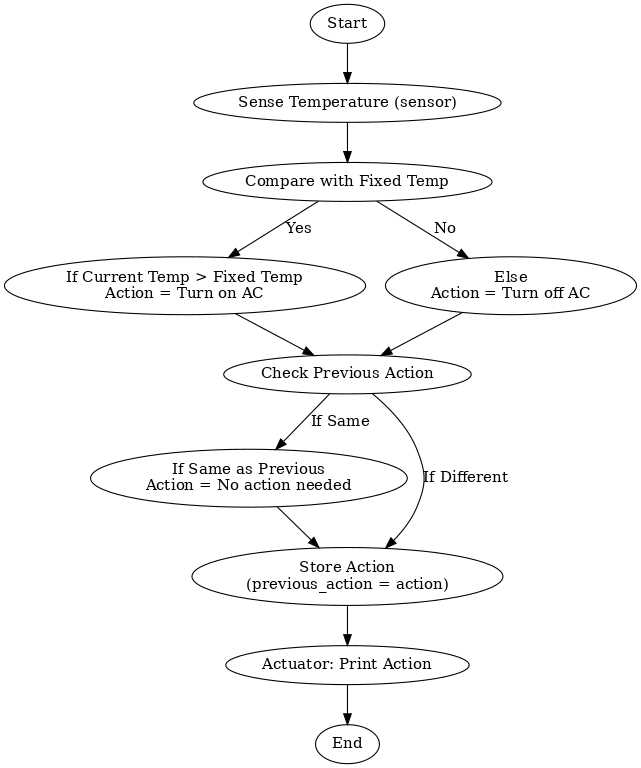 Start
Sense Temperature (sensor)
Compare with Fixed Temp
Yes
No
If Current Temp > Fixed Temp
Action = Turn on AC
Else
Action = Turn off AC
Check Previous Action
If Same
If Same as Previous
Action = No action needed
If Different
Store Action
(previous_action = action)
Actuator: Print Action
End